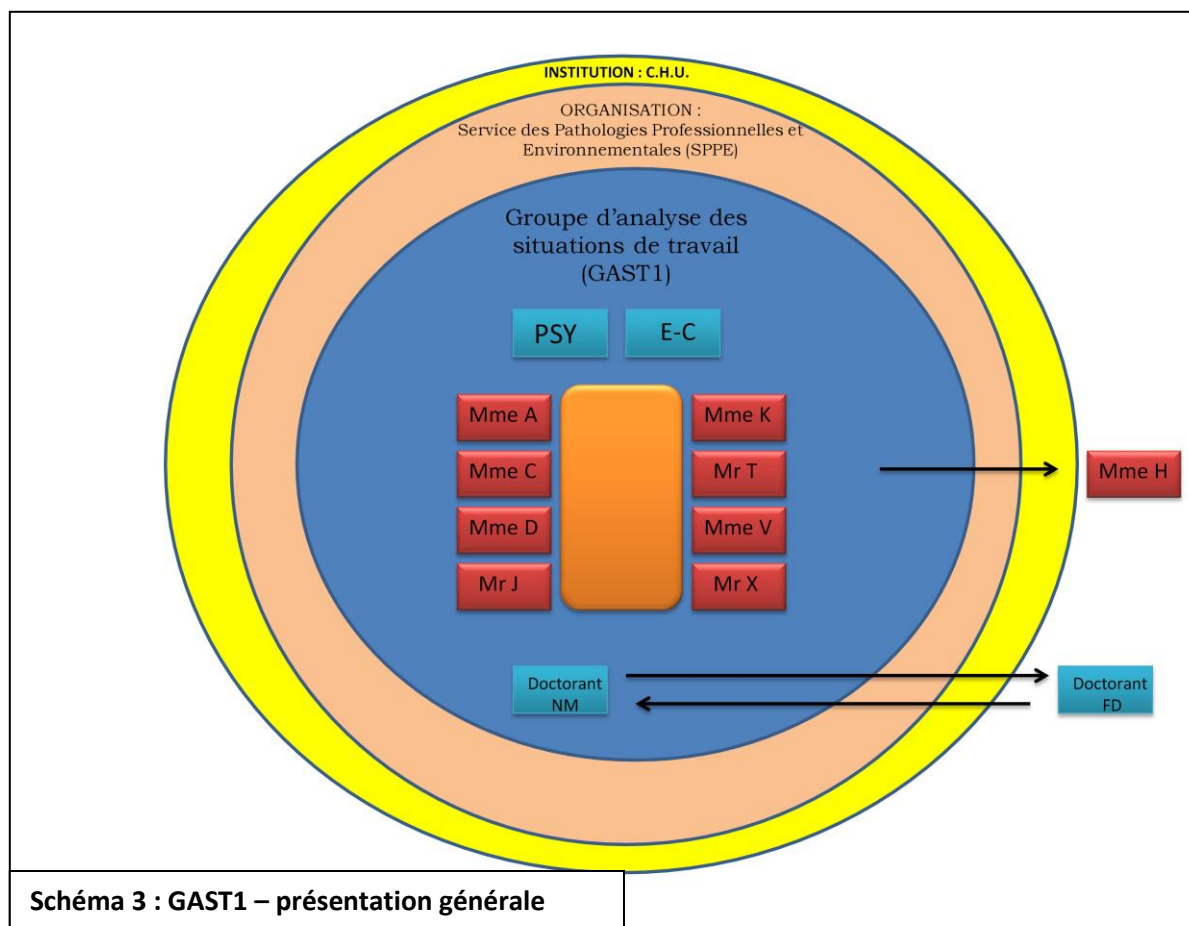 INSTITUTION : C.H.U.
ORGANISATION :
Service des Pathologies Professionnelles et
Environnementales (SPPE)
Groupe d'analyse des
situations de travail
(GAST1)
PSY
E-C
Mme A
Mme K
Mme C
Mr T
Mme H
Mme D
Mme V
Mr J
Mr X
Doctorant
NM
Doctorant
FD
Schéma 3 : GAST1 – présentation générale